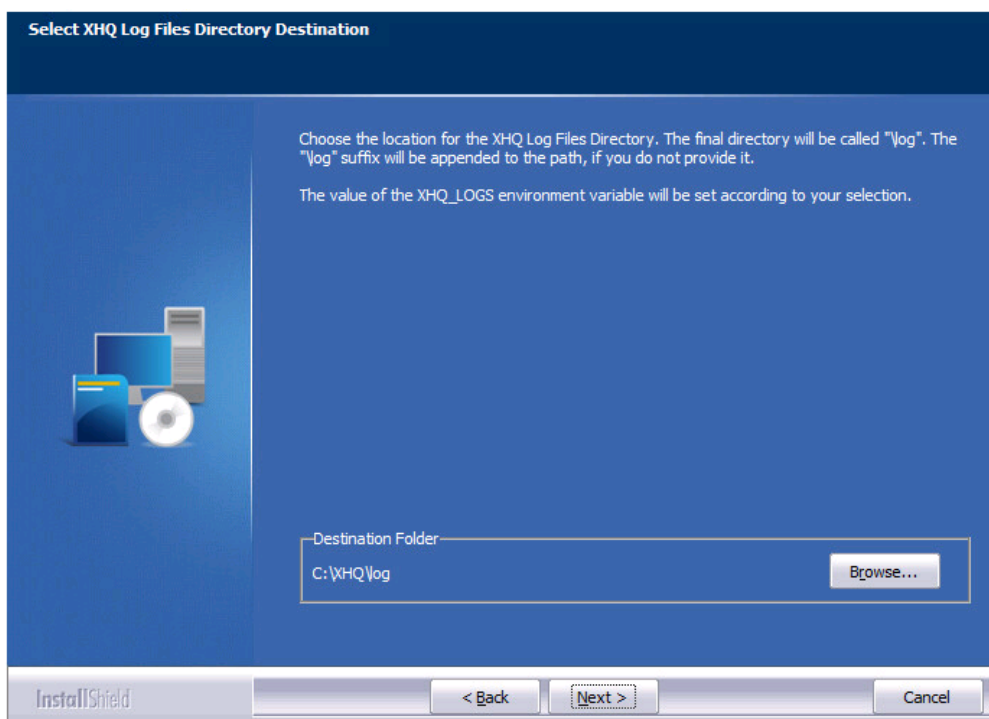 Select XHQ Log Files Directory Destination
Choose the location for the XHQ Log Files Directory. The final directory will be called "\log". The
"\log" suffix will be appended to the path, if you do not provide it.
The value of the XHQ_LOGS environment variable will be set according to your selection.
Destination Folder
C:\XHQ\log
Browse...
InstallShield
< Back
Next >
Cancel